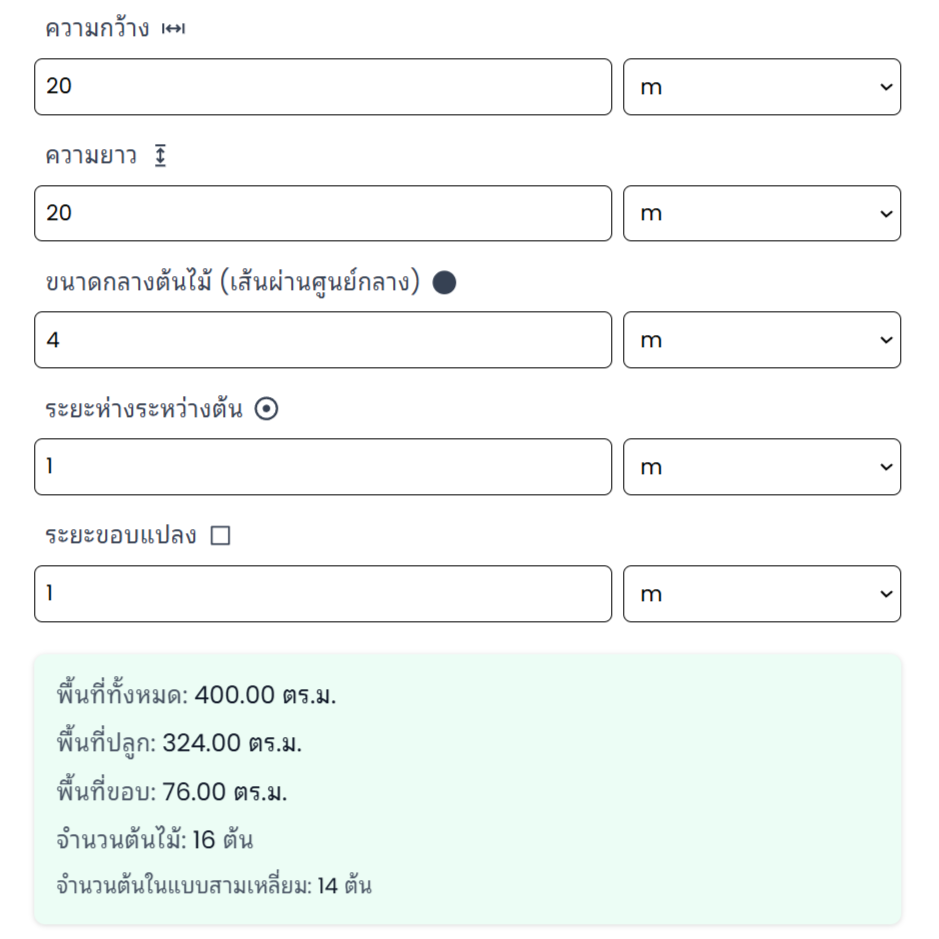 ความกว้าง
20 m
ความยาว
20 m
ขนาดกลางต้นไม้ (เส้นผ่านศูนย์กลาง)
4 m
ระยะห่างระหว่างต้น
1 m
ระยะขอบแปลง
1 m
พื้นที่ทั้งหมด: 400.00 ตร.ม.
พื้นที่ปลูก: 324.00 ตร.ม.
พื้นที่ขอบ: 76.00 ตร.ม.
จำนวนต้นไม้: 16 ต้น
จำนวนต้นในแบบสามเหลี่ยม: 14 ต้น